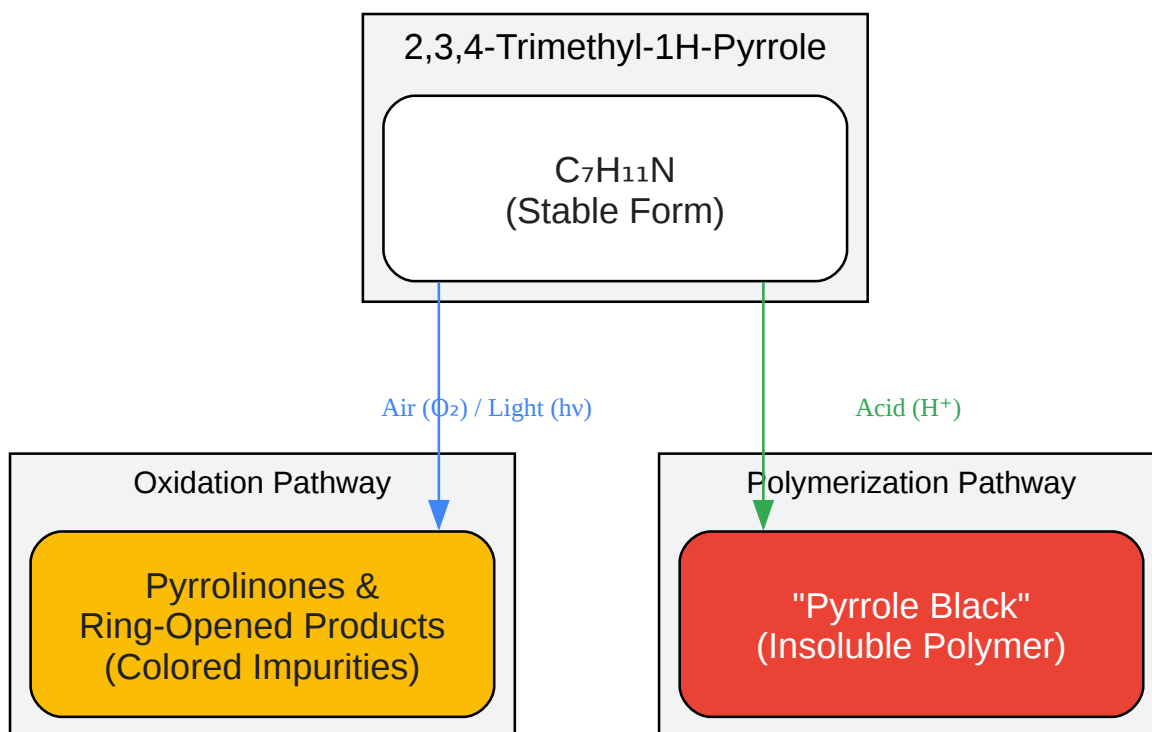 2,3,4-Trimethyl-1H-Pyrrole
C₇H₁₁N
(Stable Form)
Air (O₂) / Light (hν)
Acid (H⁺)
Oxidation Pathway
Polymerization Pathway
Pyrrolinones &
Ring-Opened Products
(Colored Impurities)
"Pyrrole Black"
(Insoluble Polymer)